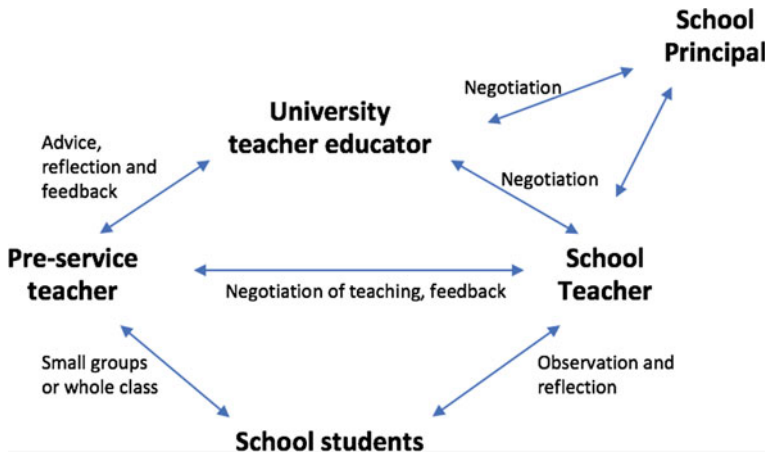 School
Principal
Negotiation
University
teacher educator
Advice,
reflection and
feedback
Negotiation
Pre-service
teacher
School
Teacher
Negotiation of teaching, feedback
Small groups
or whole class
Observation and
reflection
School students